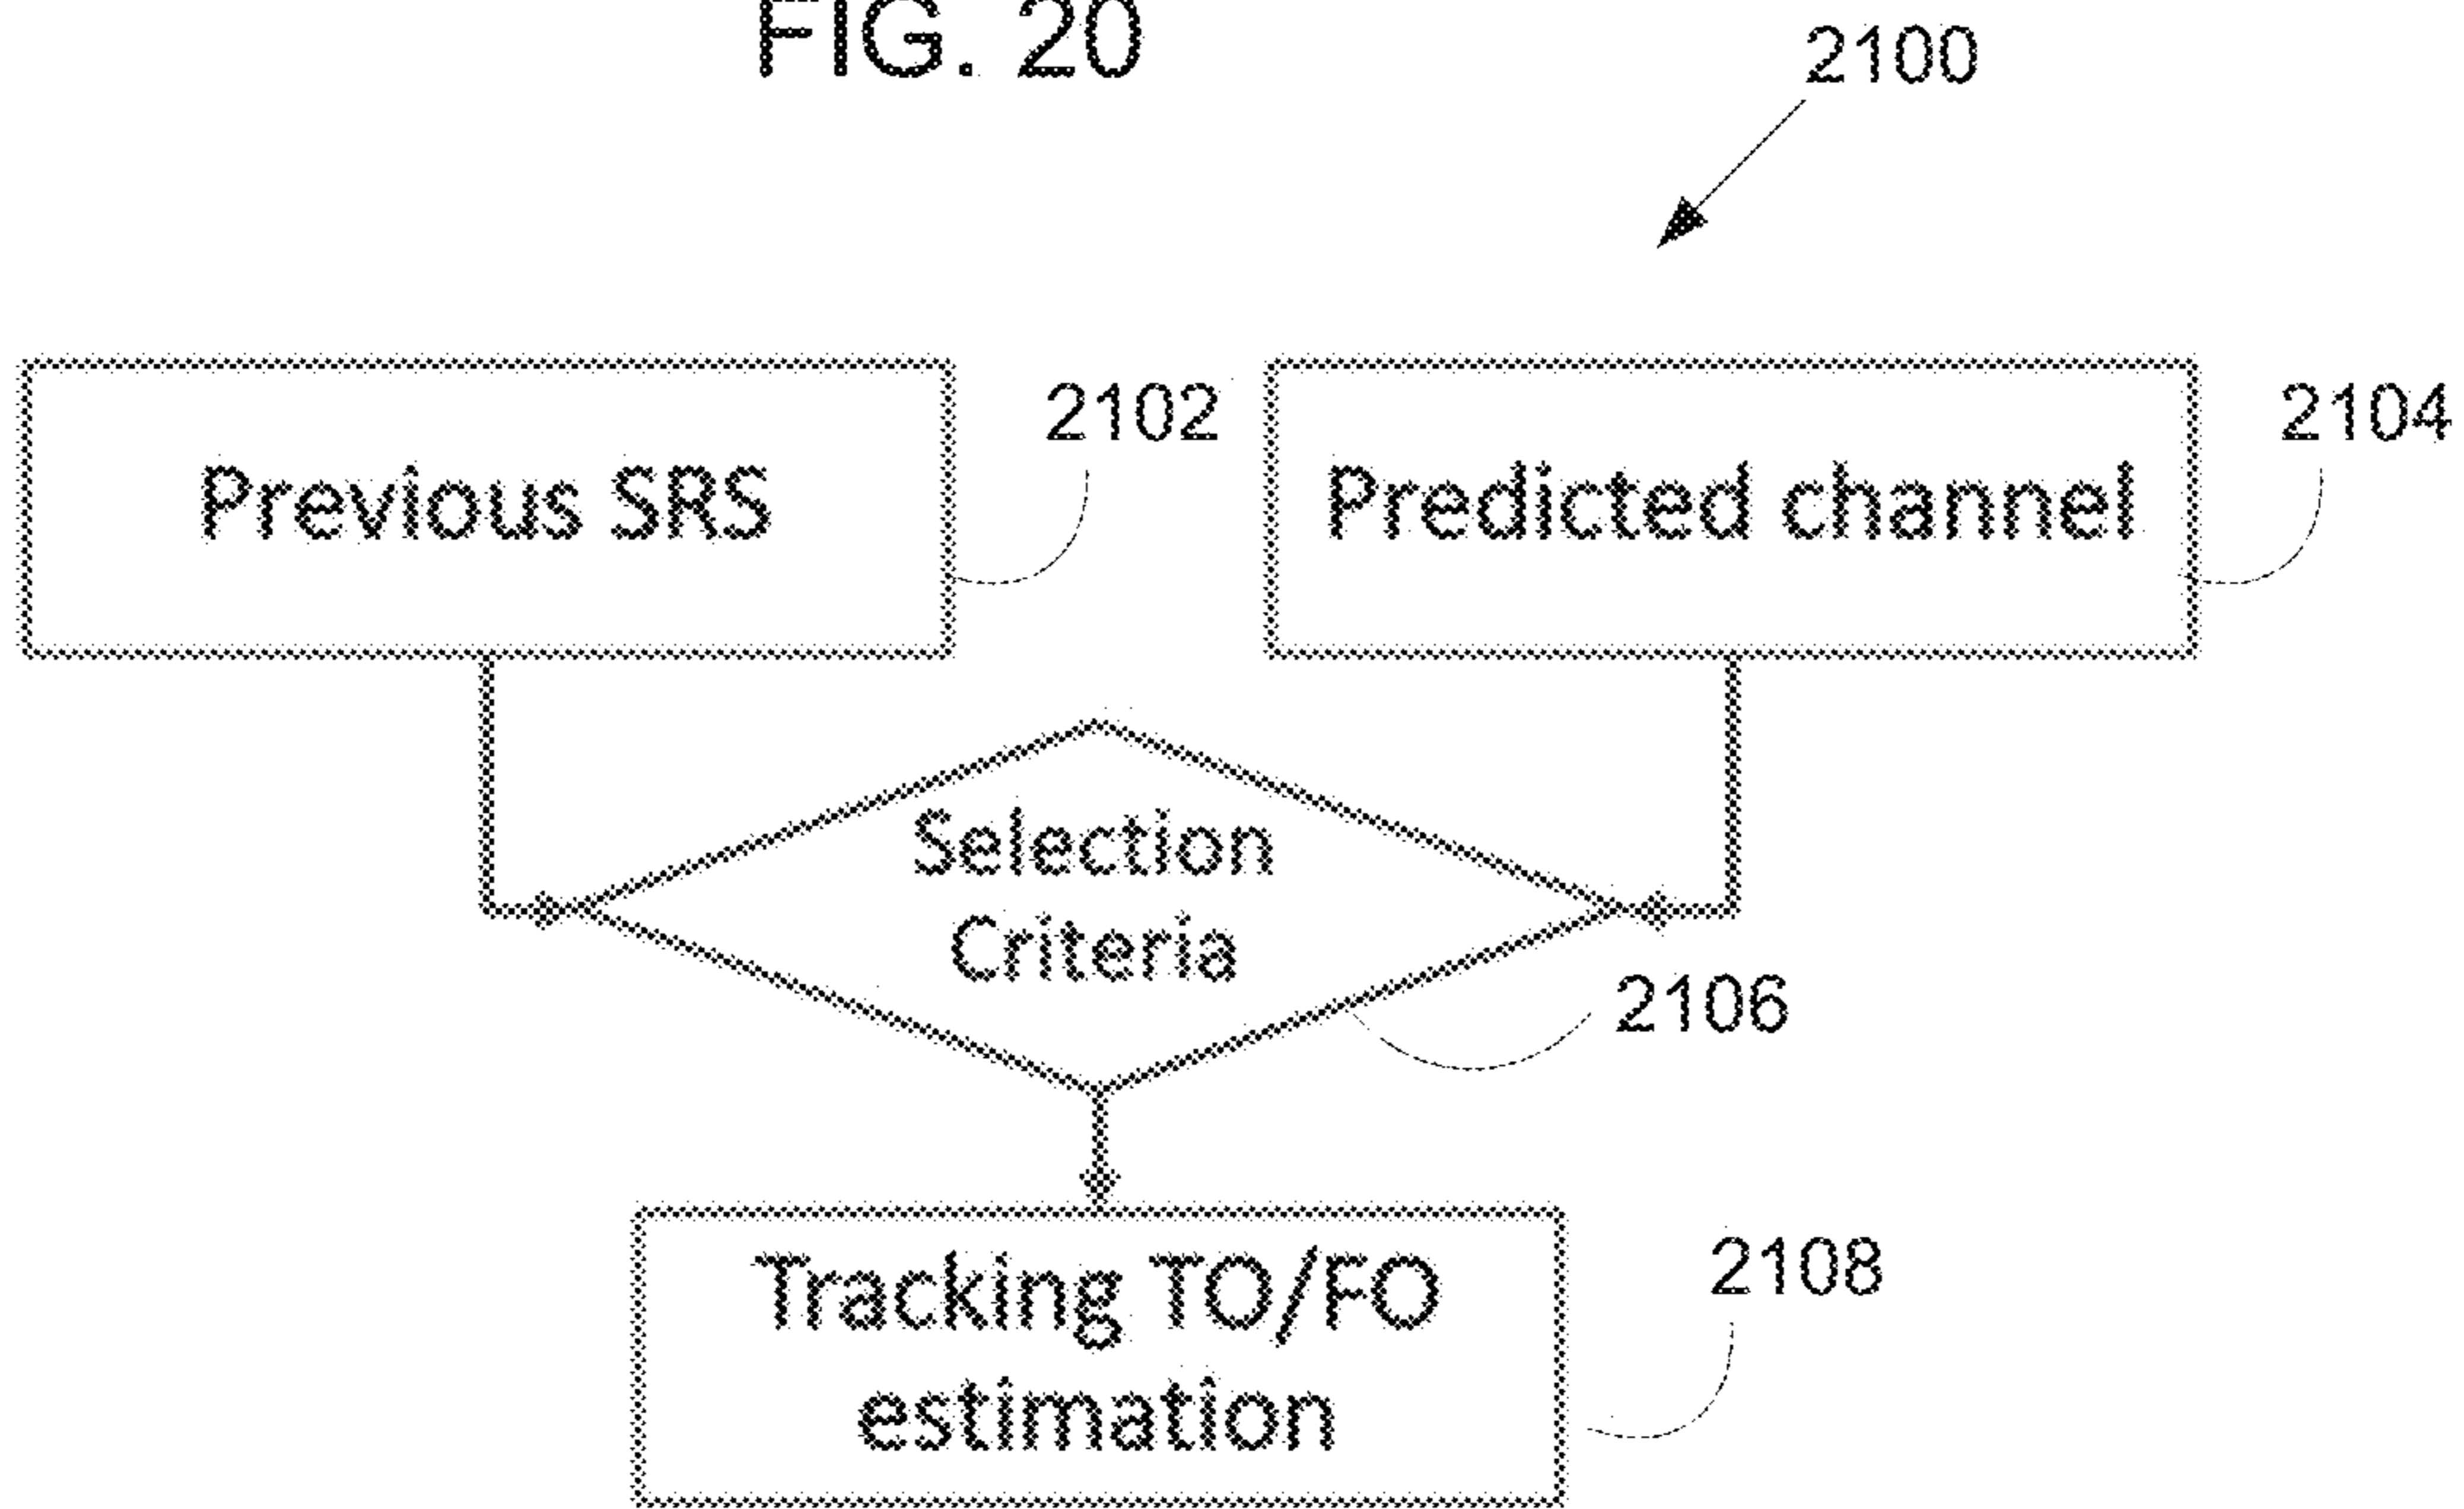 FIG. 20
2100
Previous SRS
2102
Predicted channel
2104
Selection
Criteria
2106
Tracking TO/FO
estimation
2108